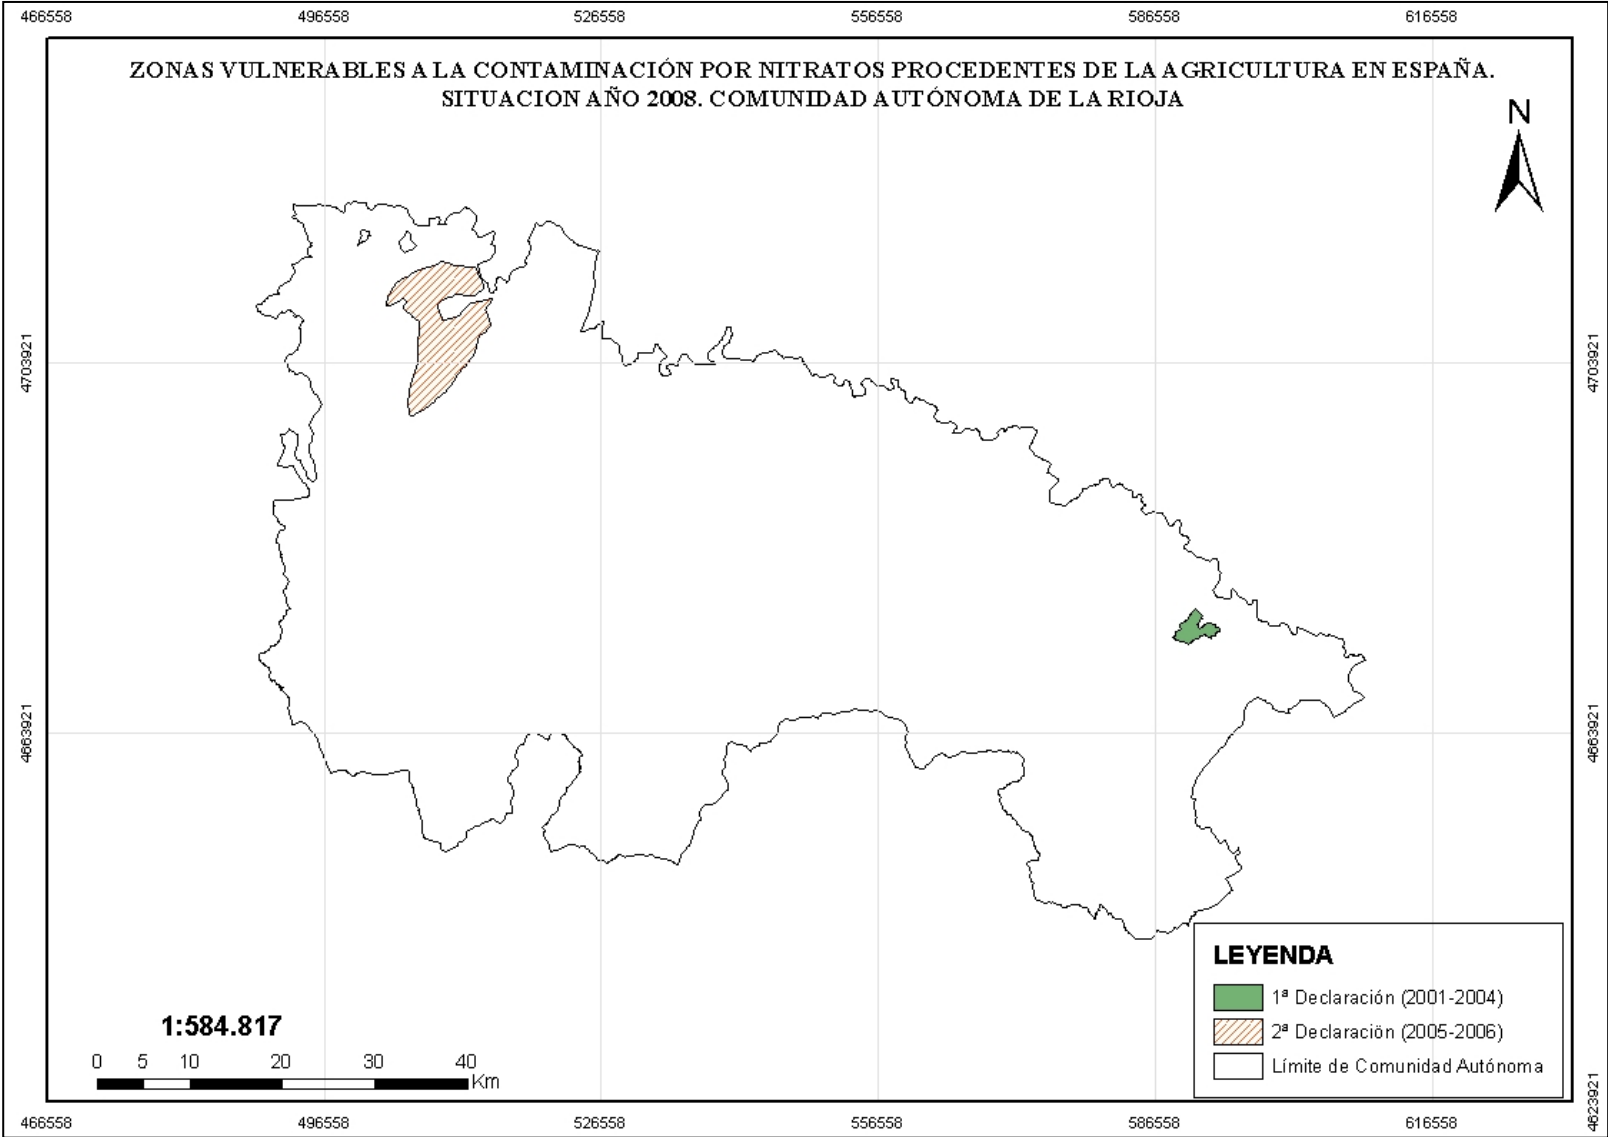 466558 496558 526558 556558 586558 616558
ZONAS VULNERABLES A LA CONTAMINACIÓN POR NITRATOS PROCEDENTES DE LA AGRICULTURA EN ESPAÑA.
SITUACION AÑO 2008. COMUNIDAD AUTÓNOMA DE LA RIOJA
N
4703921 4703921
4663921 4663921
LEYENDA
1ª Declaración (2001-2004)
2ª Declaración (2005-2006)
Límite de Comunidad Autónoma
1:584.817
0 5 10 20 30 40
Km
4623921
466558 496558 526558 556558 586558 616558